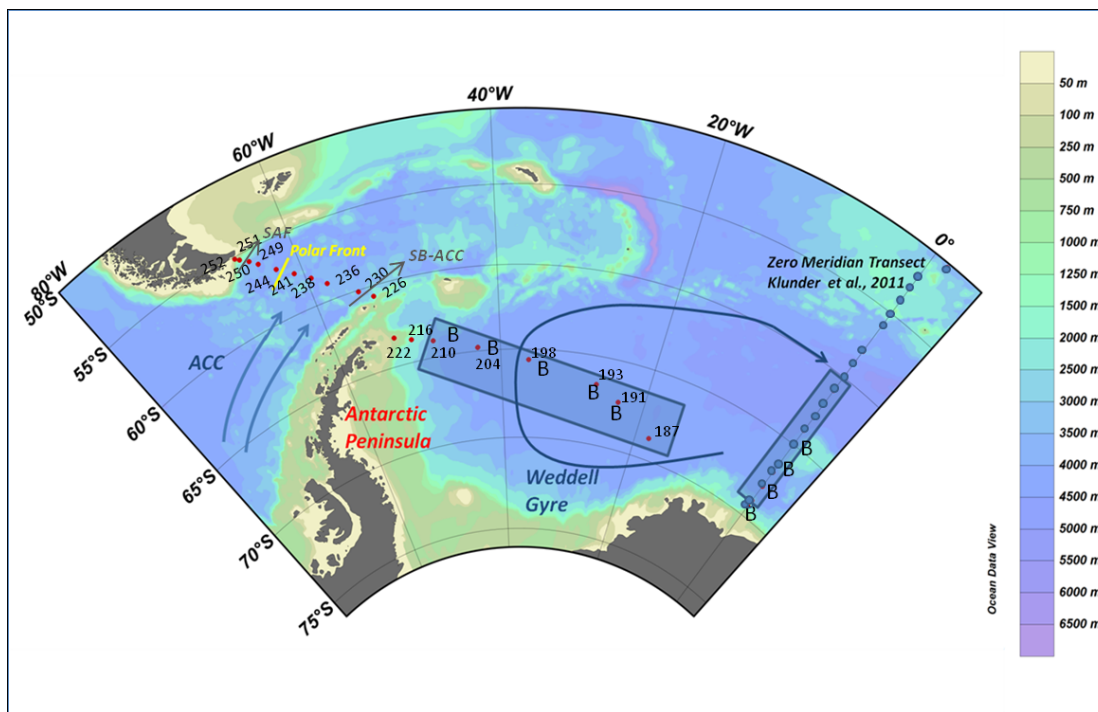 40°W
20°W
60°W
0°
80°W
50°S
55°S
60°S
65°S
70°S
75°S
252
251
SAF
250
249
Polar Front
244
241
238
236
230
SB-ACC
226
ACC
222
216
210
B
B
204
198
B
193
B
191
B
187
Antarctic
Peninsula
Weddell
Gyre
Zero Meridian Transect
Klunder et al., 2011
B
B
B
B
Ocean Data View
50 m
100 m
250 m
500 m
750 m
1000 m
1250 m
1500 m
2000 m
2500 m
3000 m
3500 m
4000 m
4500 m
5000 m
5500 m
6000 m
6500 m